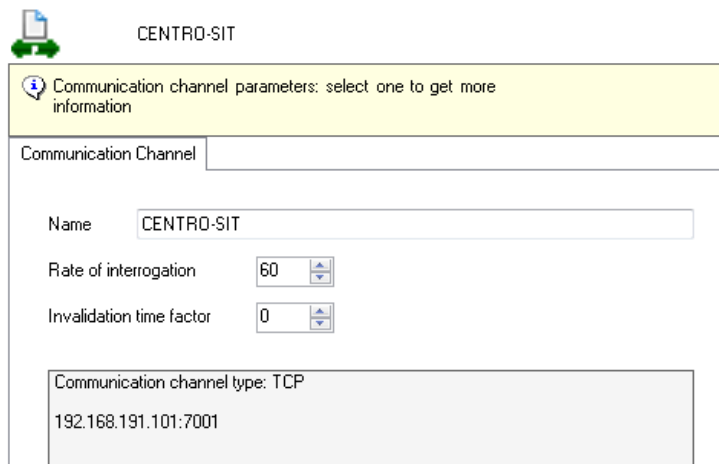 CENTRO-SIT
Communication channel parameters: select one to get more
information
Communication Channel
Name CENTRO-SIT
Rate of interrogation 60
Invalidation time factor 0
Communication channel type: TCP
192.168.191.101:7001